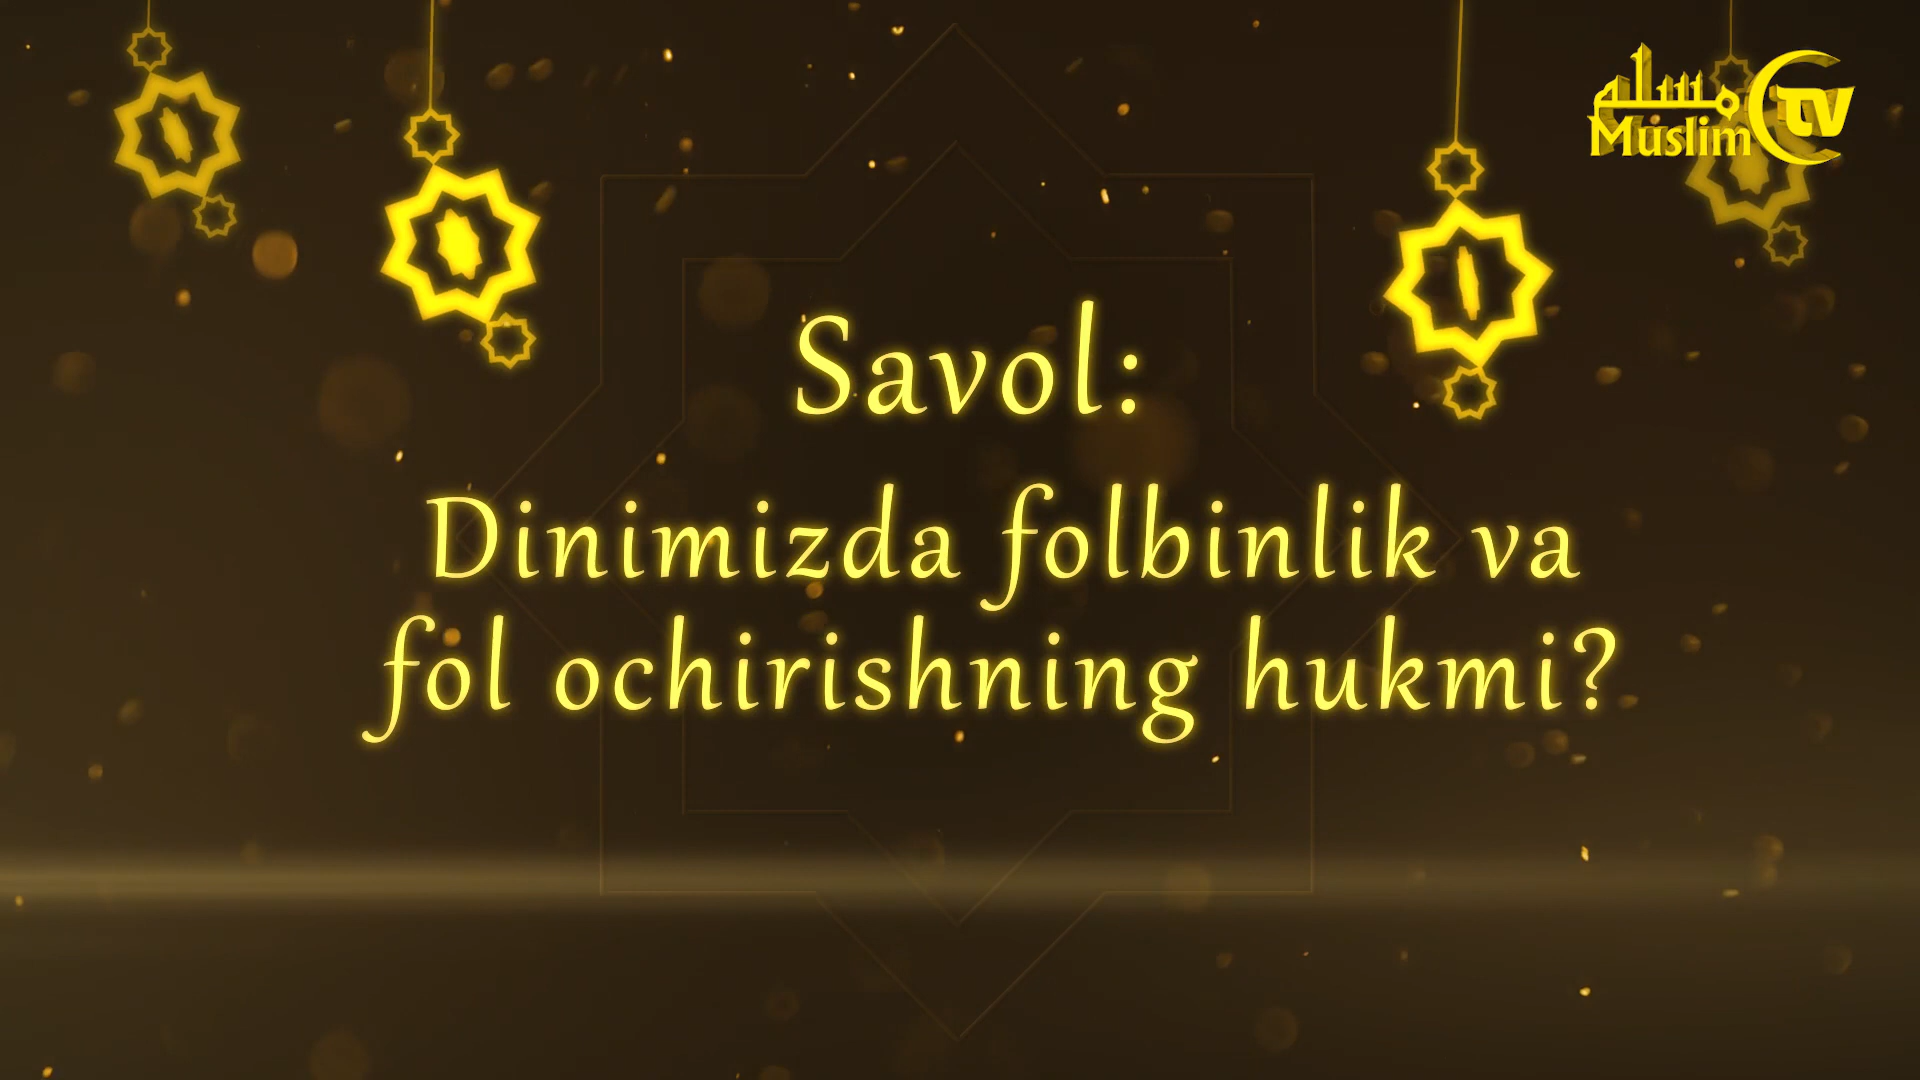 مسلم
Muslim TV
Savol:
Dinimizda folbinlik va
fol ochirishning hukmi?